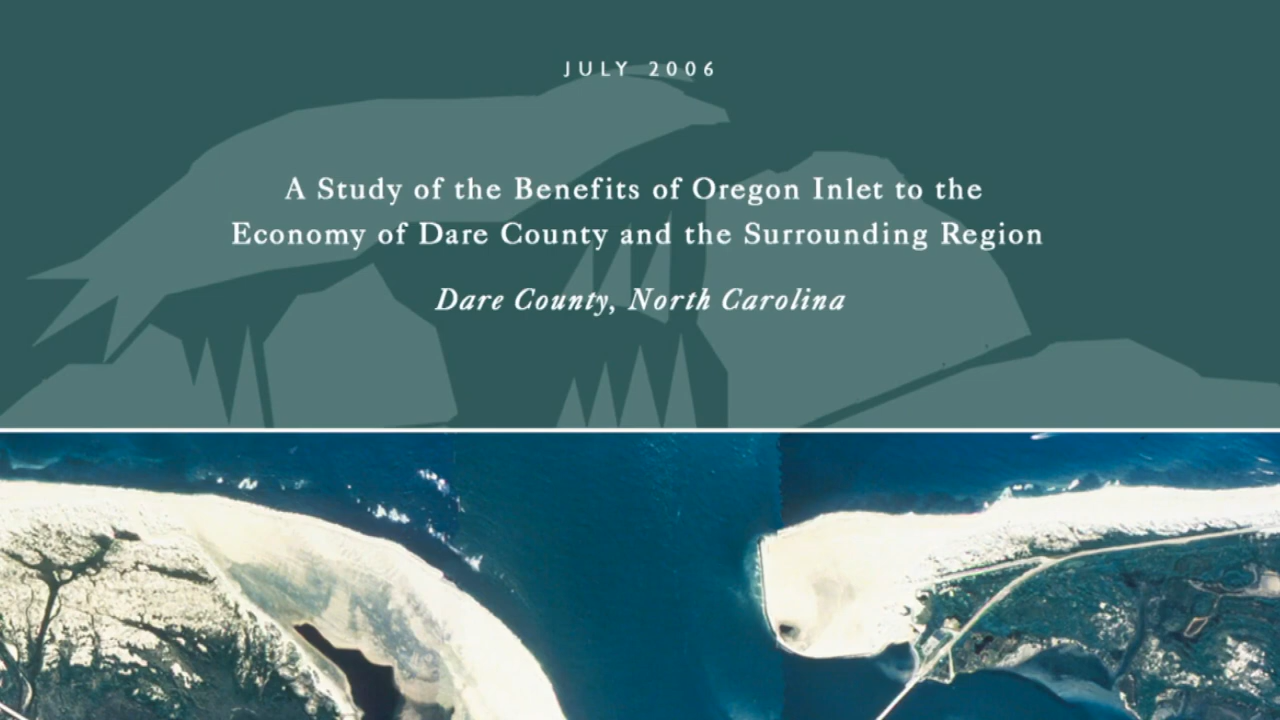 JULY 2006
A Study of the Benefits of Oregon Inlet to the
Economy of Dare County and the Surrounding Region
Dare County, North Carolina